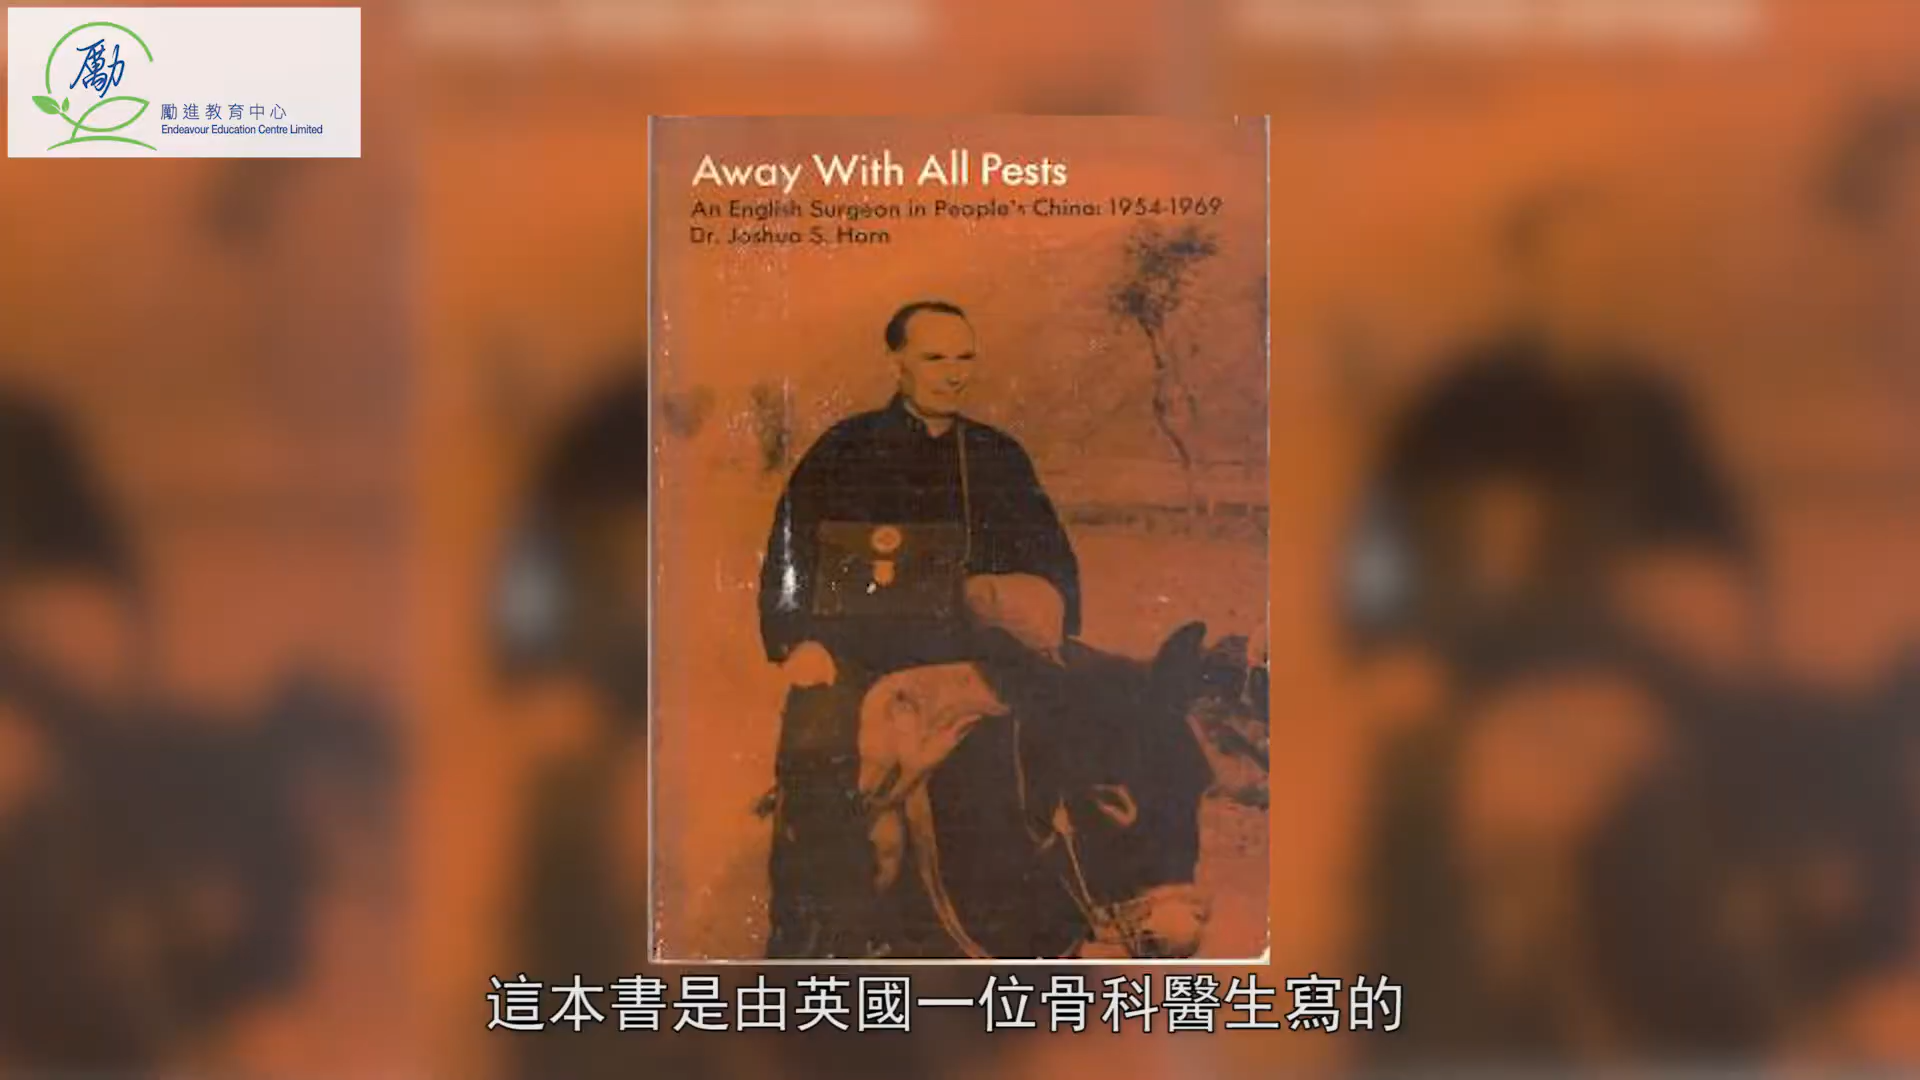 勵
勵進教育中心
Endeavour Education Centre Limited
Away With All Pests
An English Surgeon in People's China: 1954-1969
Dr. Joshua S. Horn
這本書是由英國一位骨科醫生寫的